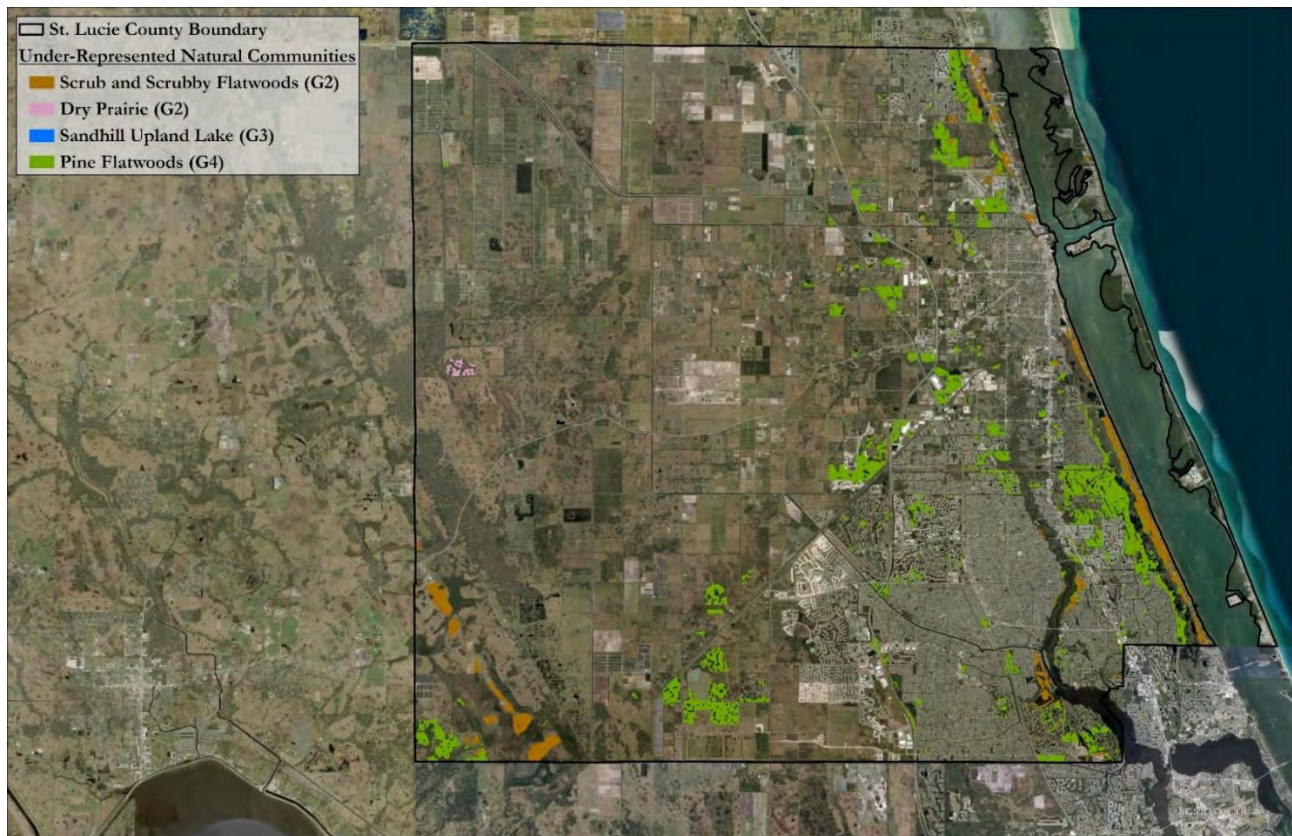 St. Lucie County Boundary
Under-Represented Natural Communities
Scrub and Scrubby Flatwoods (G2)
Dry Prairie (G2)
Sandhill Upland Lake (G3)
Pine Flatwoods (G4)